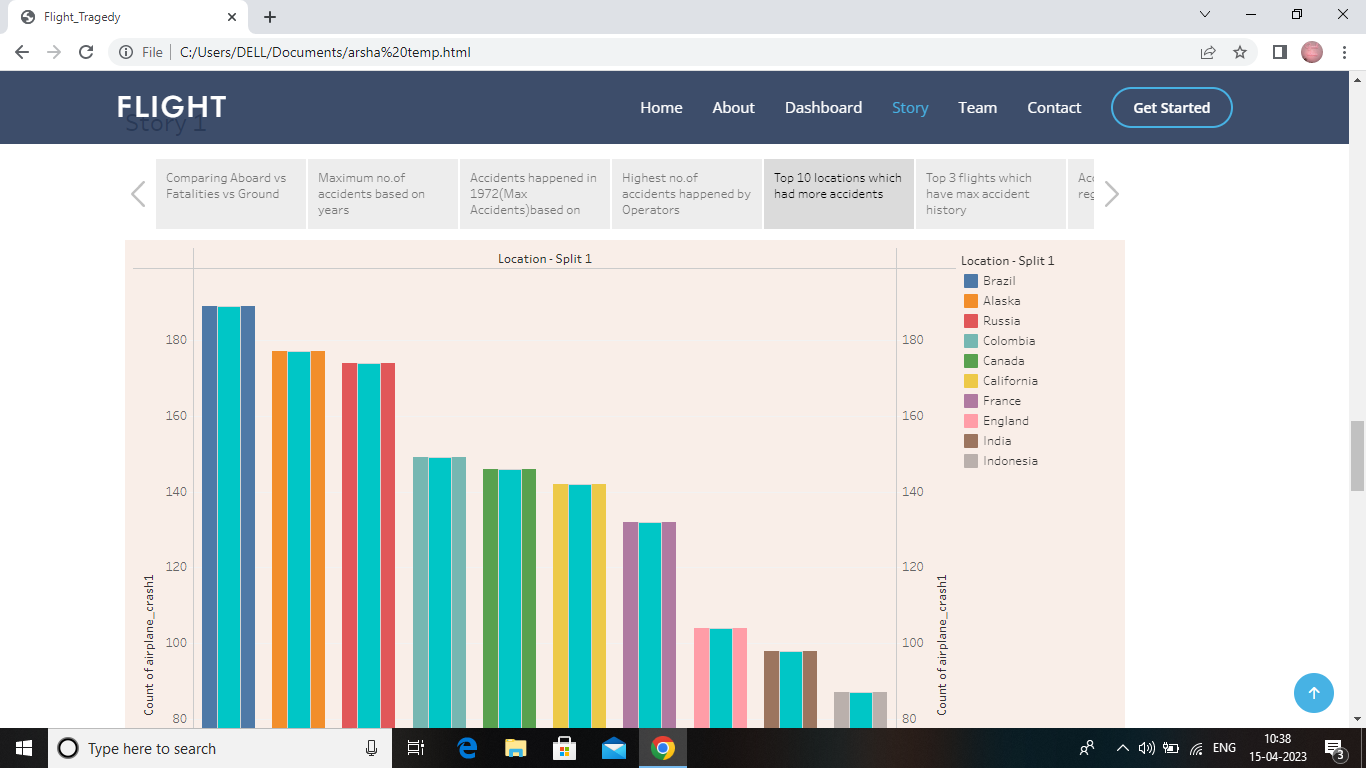 Flight_Tragedy
File
C:/Users/DELL/Documents/arsha%20temp.html
FLIGHT
Home
About
Dashboard
Story
Team
Contact
Get Started
Story 1
Comparing Aboard vs
Fatalities vs Ground
Maximum no.of
accidents based on
years
Accidents happened in
1972(Max
Accidents)based on
Highest no.of
accidents happened by
Operators
Top 10 locations which
had more accidents
Top 3 flights which
have max accident
history
Location - Split 1
180
160
140
120
100
80
Count of airplane_crash1
180
160
140
120
100
80
Count of airplane_crash1
Location - Split 1
Brazil
Alaska
Russia
Colombia
Canada
California
France
England
India
Indonesia
Type here to search
ENG
10:38
15-04-2023
3